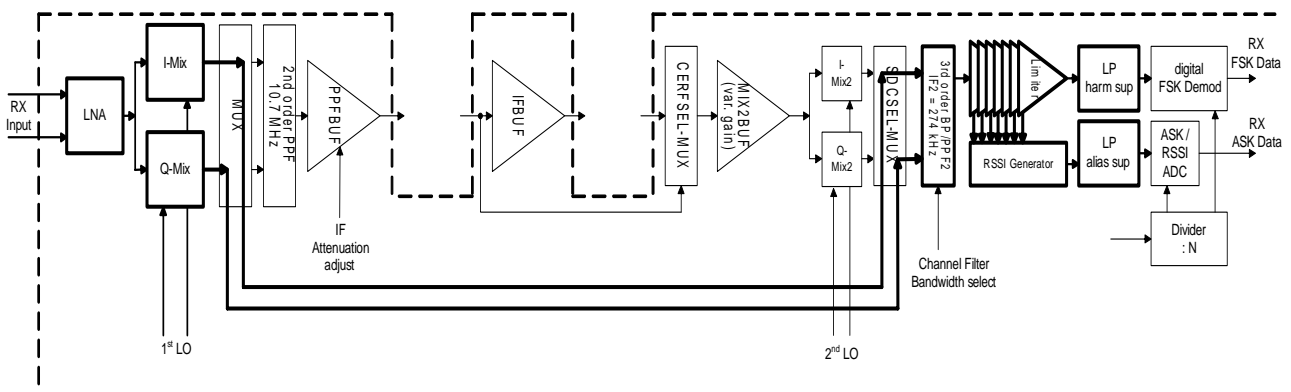 RX
Input
LNA
I-Mix
Q-Mix
MUX
2nd order PPF
10.7 MHz
PPFBUF
IF
Attenuation
adjust
1st LO
IFBUF
CERFSEL-MUX
MIX2BUF
(var. gain)
I-
Mix2
Q-
Mix2
2nd LO
SDCSEL-MUX
3rd order BP/PPF2
IF2 = 274 kHz
Channel Filter
Bandwidth select
Limiter
RSSI Generator
LP
harm sup
LP
alias sup
digital
FSK Demod
ASK /
RSSI
ADC
Divider
: N
RX
FSK Data
RX
ASK Data